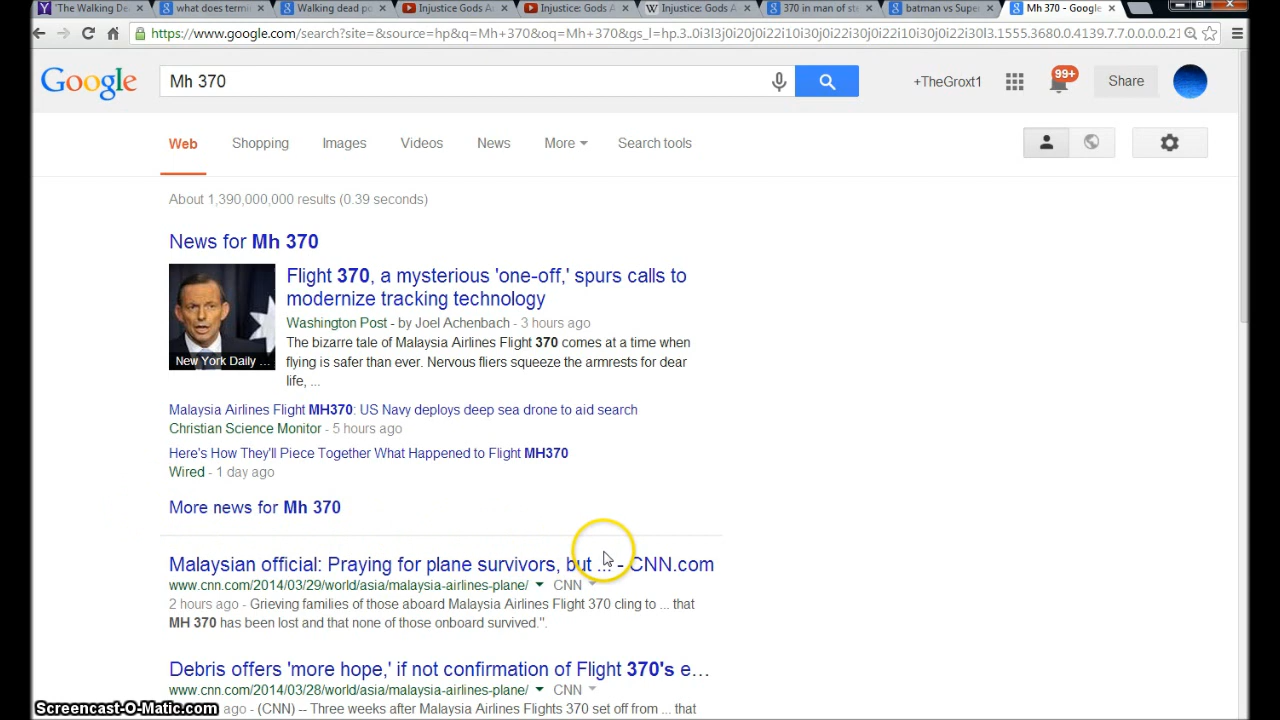 'The Walking De
what does termi
Walking dead po
Injustice Gods A
Injustice: Gods A
Injustice: Gods A
370 in man of st
batman vs Super
Mh 370 - Google
https://www.google.com/search?site=&source=hp&q=Mh+370&oq=Mh+370&gs_l=hp.3..0i3l3j0i20j0i22i10i30j0i22i30j0i22i10i30j0i22i30l3.1555.3680.0.4139.7.7.0.0.0.0.21
Google
Mh 370
+TheGroxt1
99+
Share
Web
Shopping
Images
Videos
News
More
Search tools
About 1,390,000,000 results (0.39 seconds)
News for Mh 370
Flight 370, a mysterious 'one-off,' spurs calls to
modernize tracking technology
Washington Post - by Joel Achenbach - 3 hours ago
The bizarre tale of Malaysia Airlines Flight 370 comes at a time when
flying is safer than ever. Nervous fliers squeeze the armrests for dear
life, ...
New York Daily ...
Malaysia Airlines Flight MH370: US Navy deploys deep sea drone to aid search
Christian Science Monitor - 5 hours ago
Here's How They'll Piece Together What Happened to Flight MH370
Wired - 1 day ago
More news for Mh 370
Malaysian official: Praying for plane survivors, but ... - CNN.com
www.cnn.com/2014/03/29/world/asia/malaysia-airlines-plane/ CNN
2 hours ago - Grieving families of those aboard Malaysia Airlines Flight 370 cling to ... that
MH 370 has been lost and that none of those onboard survived.".
Debris offers 'more hope,' if not confirmation of Flight 370's e...
www.cnn.com/2014/03/28/world/asia/malaysia-airlines-plane/ CNN
ago - (CNN) -- Three weeks after Malaysia Airlines Flights 370 set off from ... that
Screencast-O-Matic.com